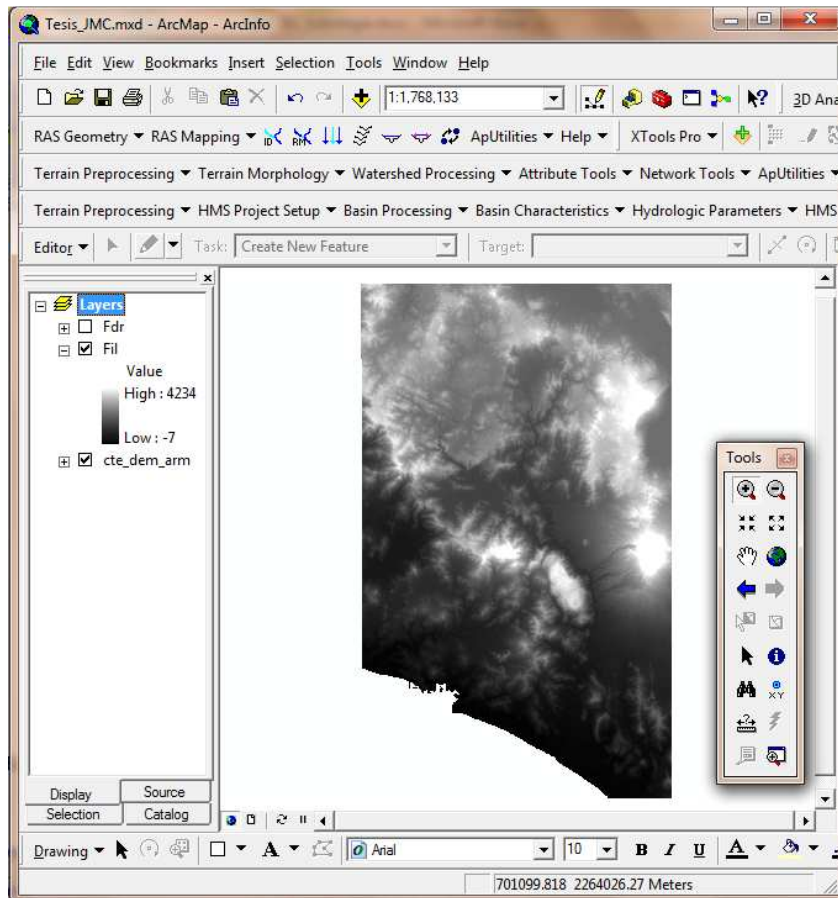 Tesis_JMC.mxd - ArcMap - ArcInfo
File Edit View Bookmarks Insert Selection Tools Window Help
1:1,768,133 3D Ana
RAS Geometry RAS Mapping ID RM ApUtilities Help XTools Pro
Terrain Preprocessing Terrain Morphology Watershed Processing Attribute Tools Network Tools ApUtilities
Terrain Preprocessing HMS Project Setup Basin Processing Basin Characteristics Hydrologic Parameters HMS
Editor Task: Create New Feature Target:
Layers
Fdr
Fil
Value
High : 4234
Low : -7
cte_dem_arm
Tools
XY
Display Source
Selection Catalog
Drawing A Arial 10 B I U A
701099.818 2264026.27 Meters